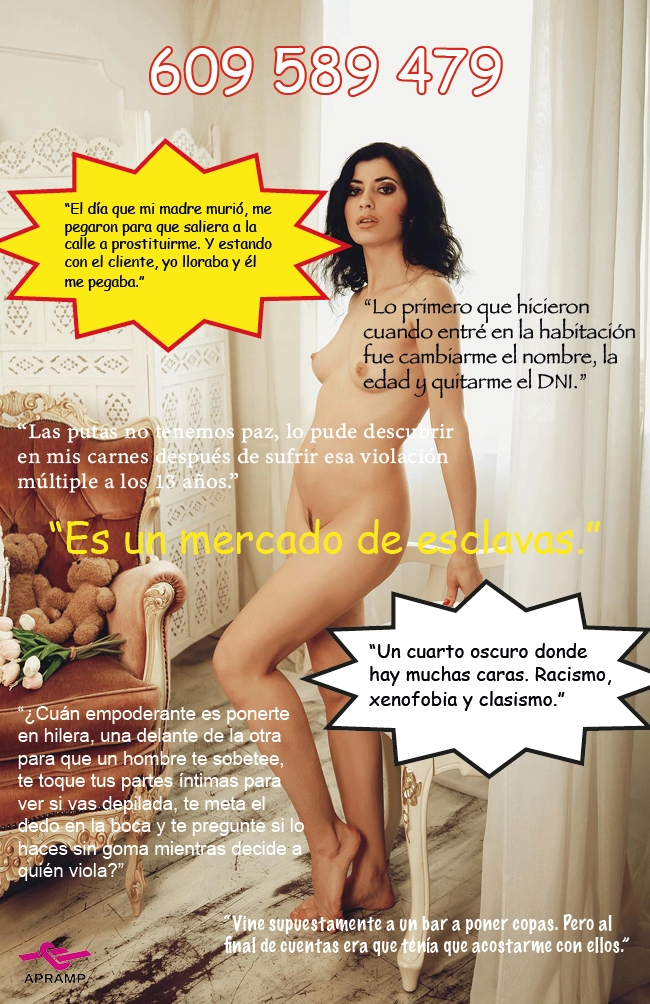 609 589 479
“El día que mi madre murió, me
pegaron para que saliera a la
calle a prostituirme. Y estando
con el cliente, yo lloraba y él
me pegaba.”
“Lo primero que hicieron
cuando entré en la habitación
fue cambiarme el nombre, la
edad y quitarme el DNI.”
“Las putas no tenemos paz, lo pude descubrir
en mis carnes después de sufrir esa violación
múltiple a los 13 años.”
“Es un mercado de esclavas.”
“Un cuarto oscuro donde
hay muchas caras. Racismo,
xenofobia y clasismo.”
“¿Cuán empoderante es ponerte
en hilera, una delante de la otra
para que un hombre te sobetee,
te toque tus partes íntimas para
ver si vas depilada, te meta el
dedo en la boca y te pregunte si lo
haces sin goma mientras decide a
quién viola?”
“Vine supuestamente a un bar a poner copas. Pero al
final de cuentas era que tenía que acostarme con ellos.”
APRAMP